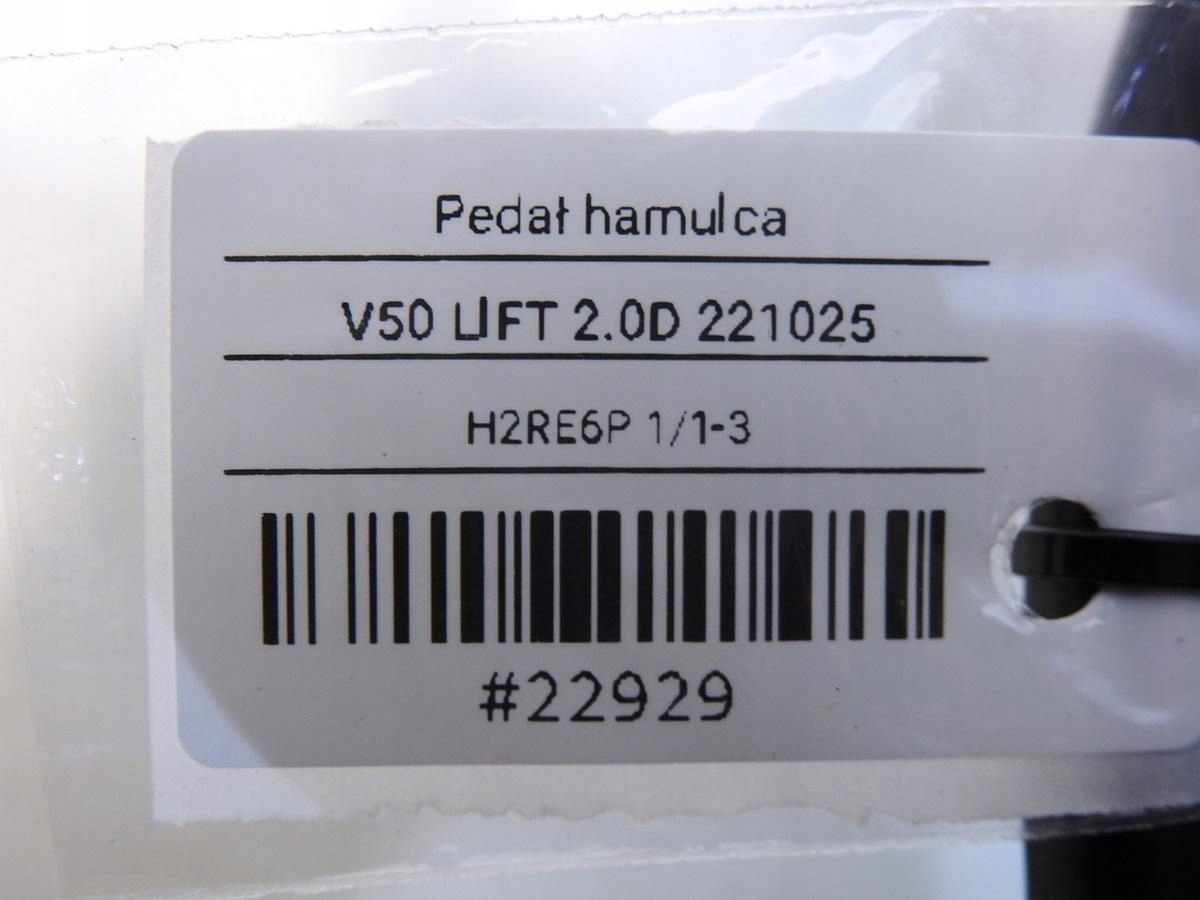 Pedał hamulca
V50 LIFT 2.0D 221025
H2RE6P 1/1-3
#22929